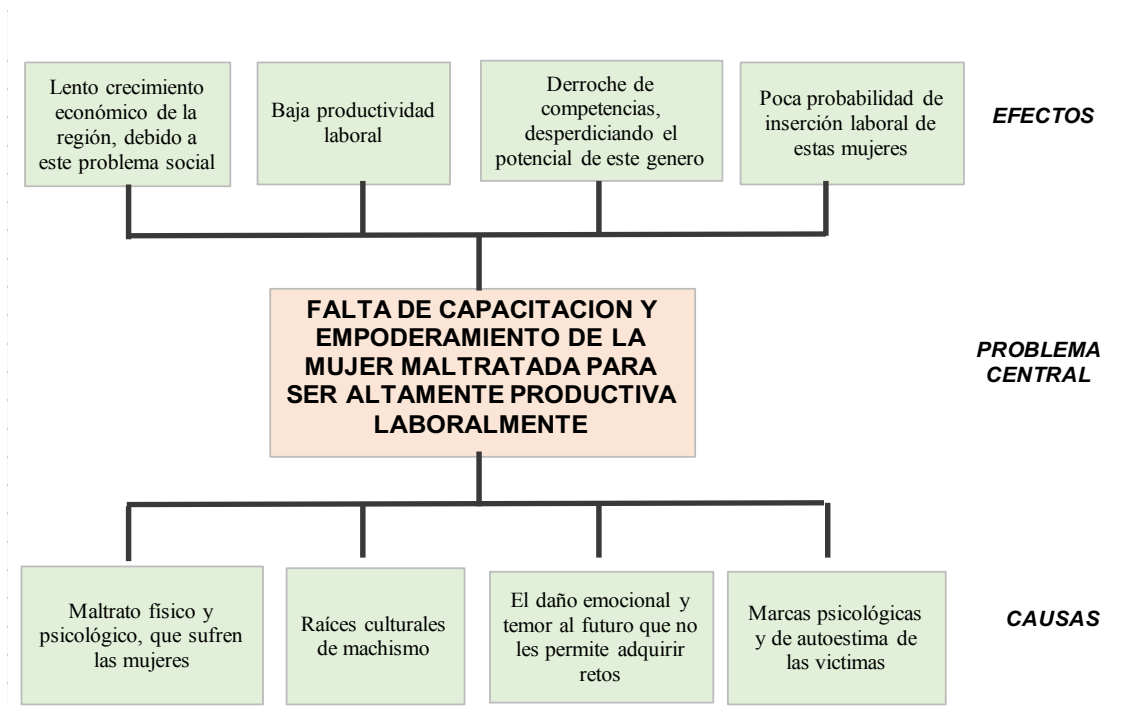 Lento crecimiento
económico de la
región, debido a
este problema social
Baja productividad
laboral
Derroche de
competencias,
desperdiciando el
potencial de este genero
Poca probabilidad de
inserción laboral de
estas mujeres
EFECTOS
FALTA DE CAPACITACION Y
EMPODERAMIENTO DE LA
MUJER MALTRATADA PARA
SER ALTAMENTE PRODUCTIVA
LABORALMENTE
PROBLEMA
CENTRAL
Maltrato físico y
psicológico, que sufren
las mujeres
Raíces culturales
de machismo
El daño emocional y
temor al futuro que no
les permite adquirir
retos
Marcas psicológicas
y de autoestima de
las victimas
CAUSAS